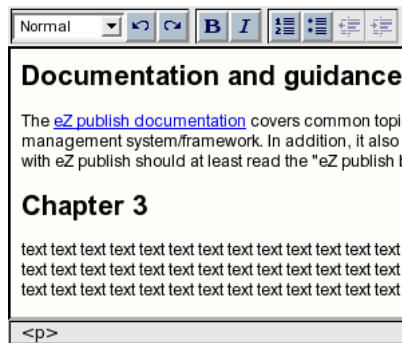 Normal B I
Documentation and guidance
The eZ publish documentation covers common topi
management system/framework. In addition, it also
with eZ publish should at least read the "eZ publish
Chapter 3
text text text text text text text text text text text text text
text text text text text text text text text text text text text
text text text text text text text text text text text text text
<p>